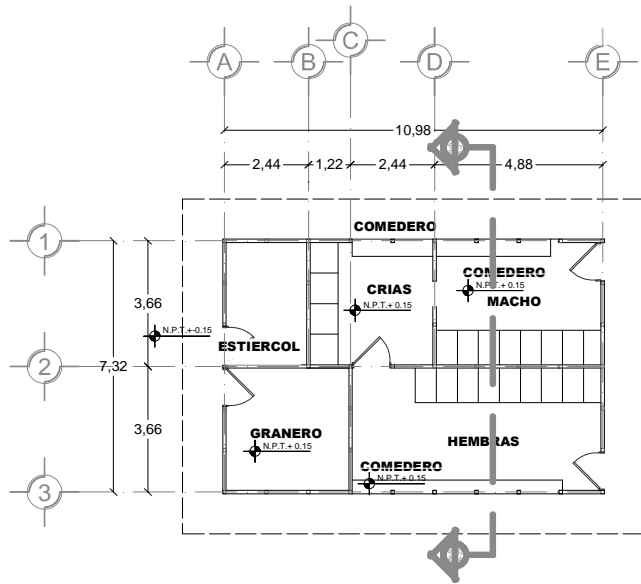 C
A
B
D
E
10,98
2,44
1,22
2,44
4,88
1
COMEDERO
COMEDERO
CRIAS
N.P.T.+ 0.15
MACHO
3,66
N.P.T.+ 0.15
N.P.T.+-0.15
ESTIERCOL
7,32
2
3,66
GRANERO
HEMBRAS
N.P.T.+ 0.15
COMEDERO
N.P.T.+ 0.15
3